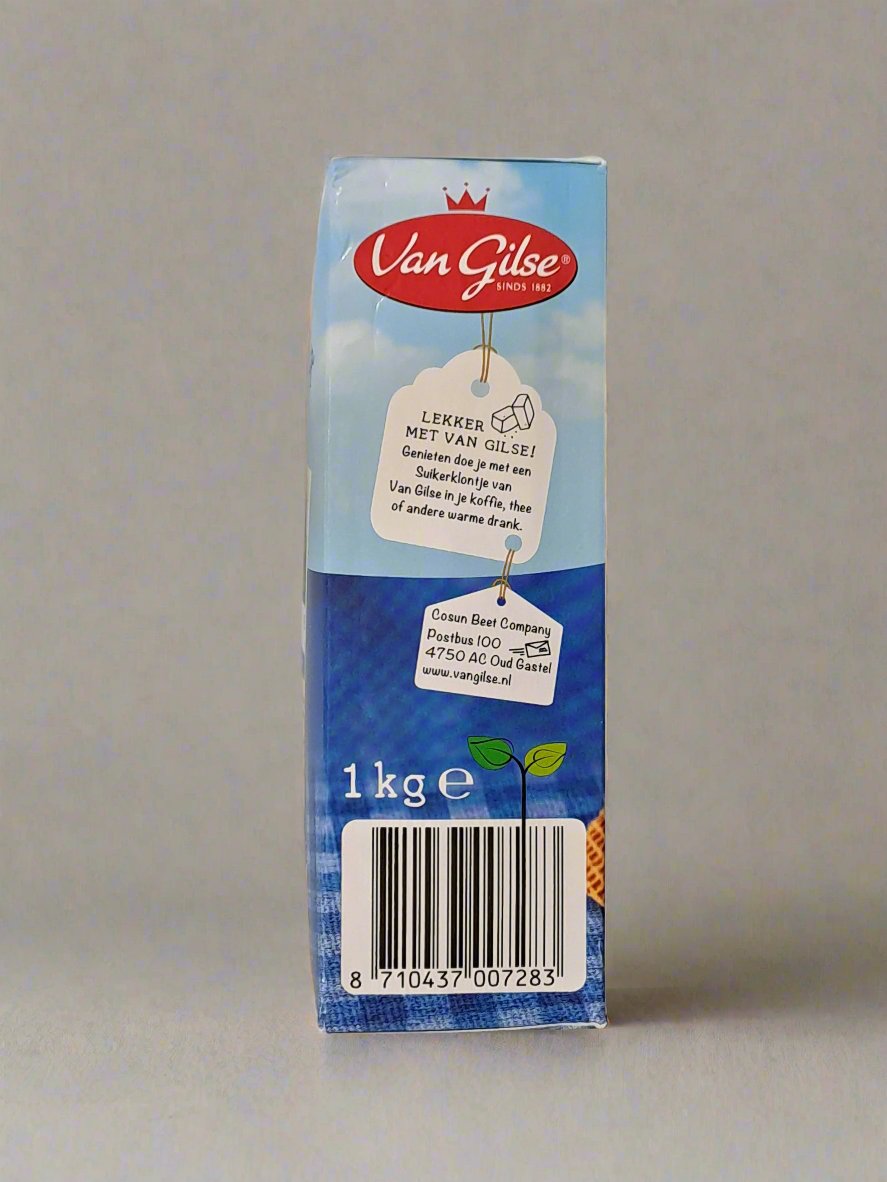 Van Gilse®
SINDS 1882
LEKKER
MET VAN GILSE!
Genieten doe je met een
Suikerklontje van
Van Gilse in je koffie, thee
of andere warme drank.
Cosun Beet Company
Postbus 100
4750 AC Oud Gastel
www.vangilse.nl
1 kg ℮
8 710437 007283